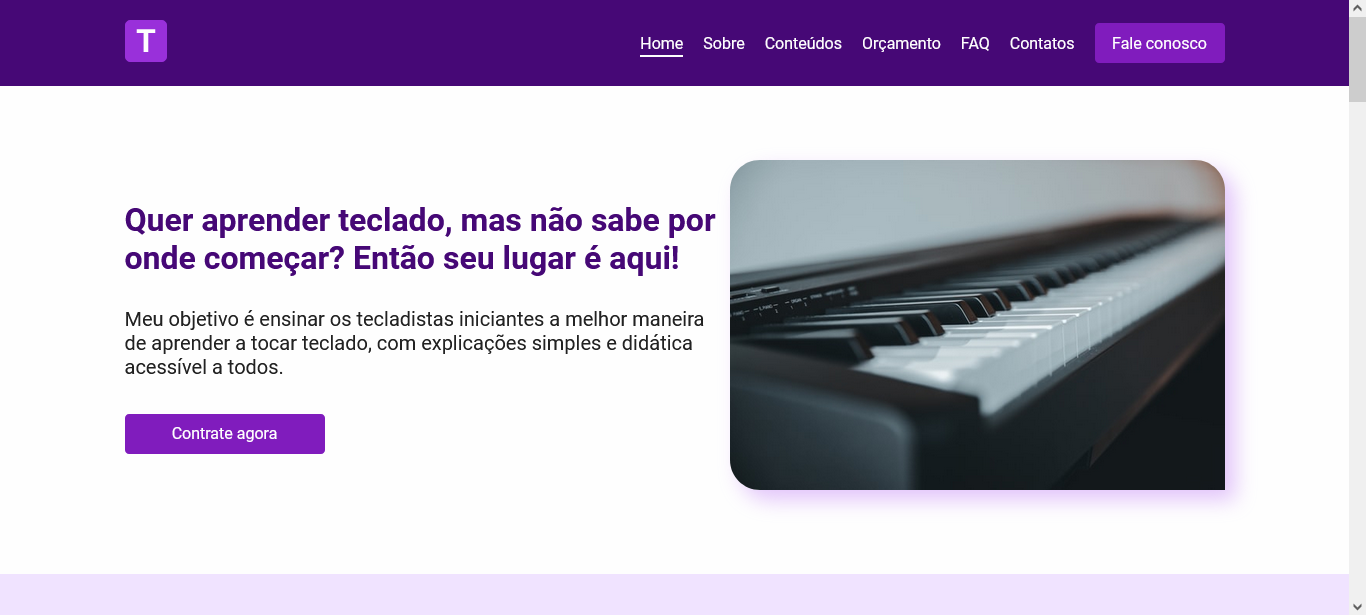 T
Home Sobre Conteúdos Orçamento FAQ Contatos Fale conosco
Quer aprender teclado, mas não sabe por
onde começar? Então seu lugar é aqui!
Meu objetivo é ensinar os tecladistas iniciantes a melhor maneira
de aprender a tocar teclado, com explicações simples e didática
acessível a todos.
Contrate agora